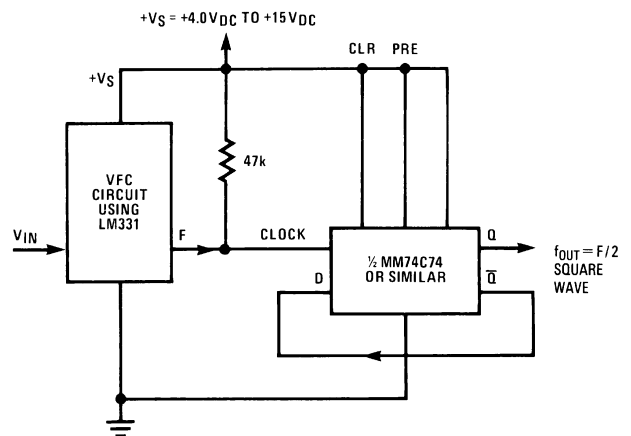 +VS = +4.0VDC TO +15VDC
CLR PRE
+VS
47k
VFC
CIRCUIT
USING
LM331
VIN
F
CLOCK
½ MM74C74
OR SIMILAR
D
Q
Q̅
fOUT = F/2
SQUARE
WAVE